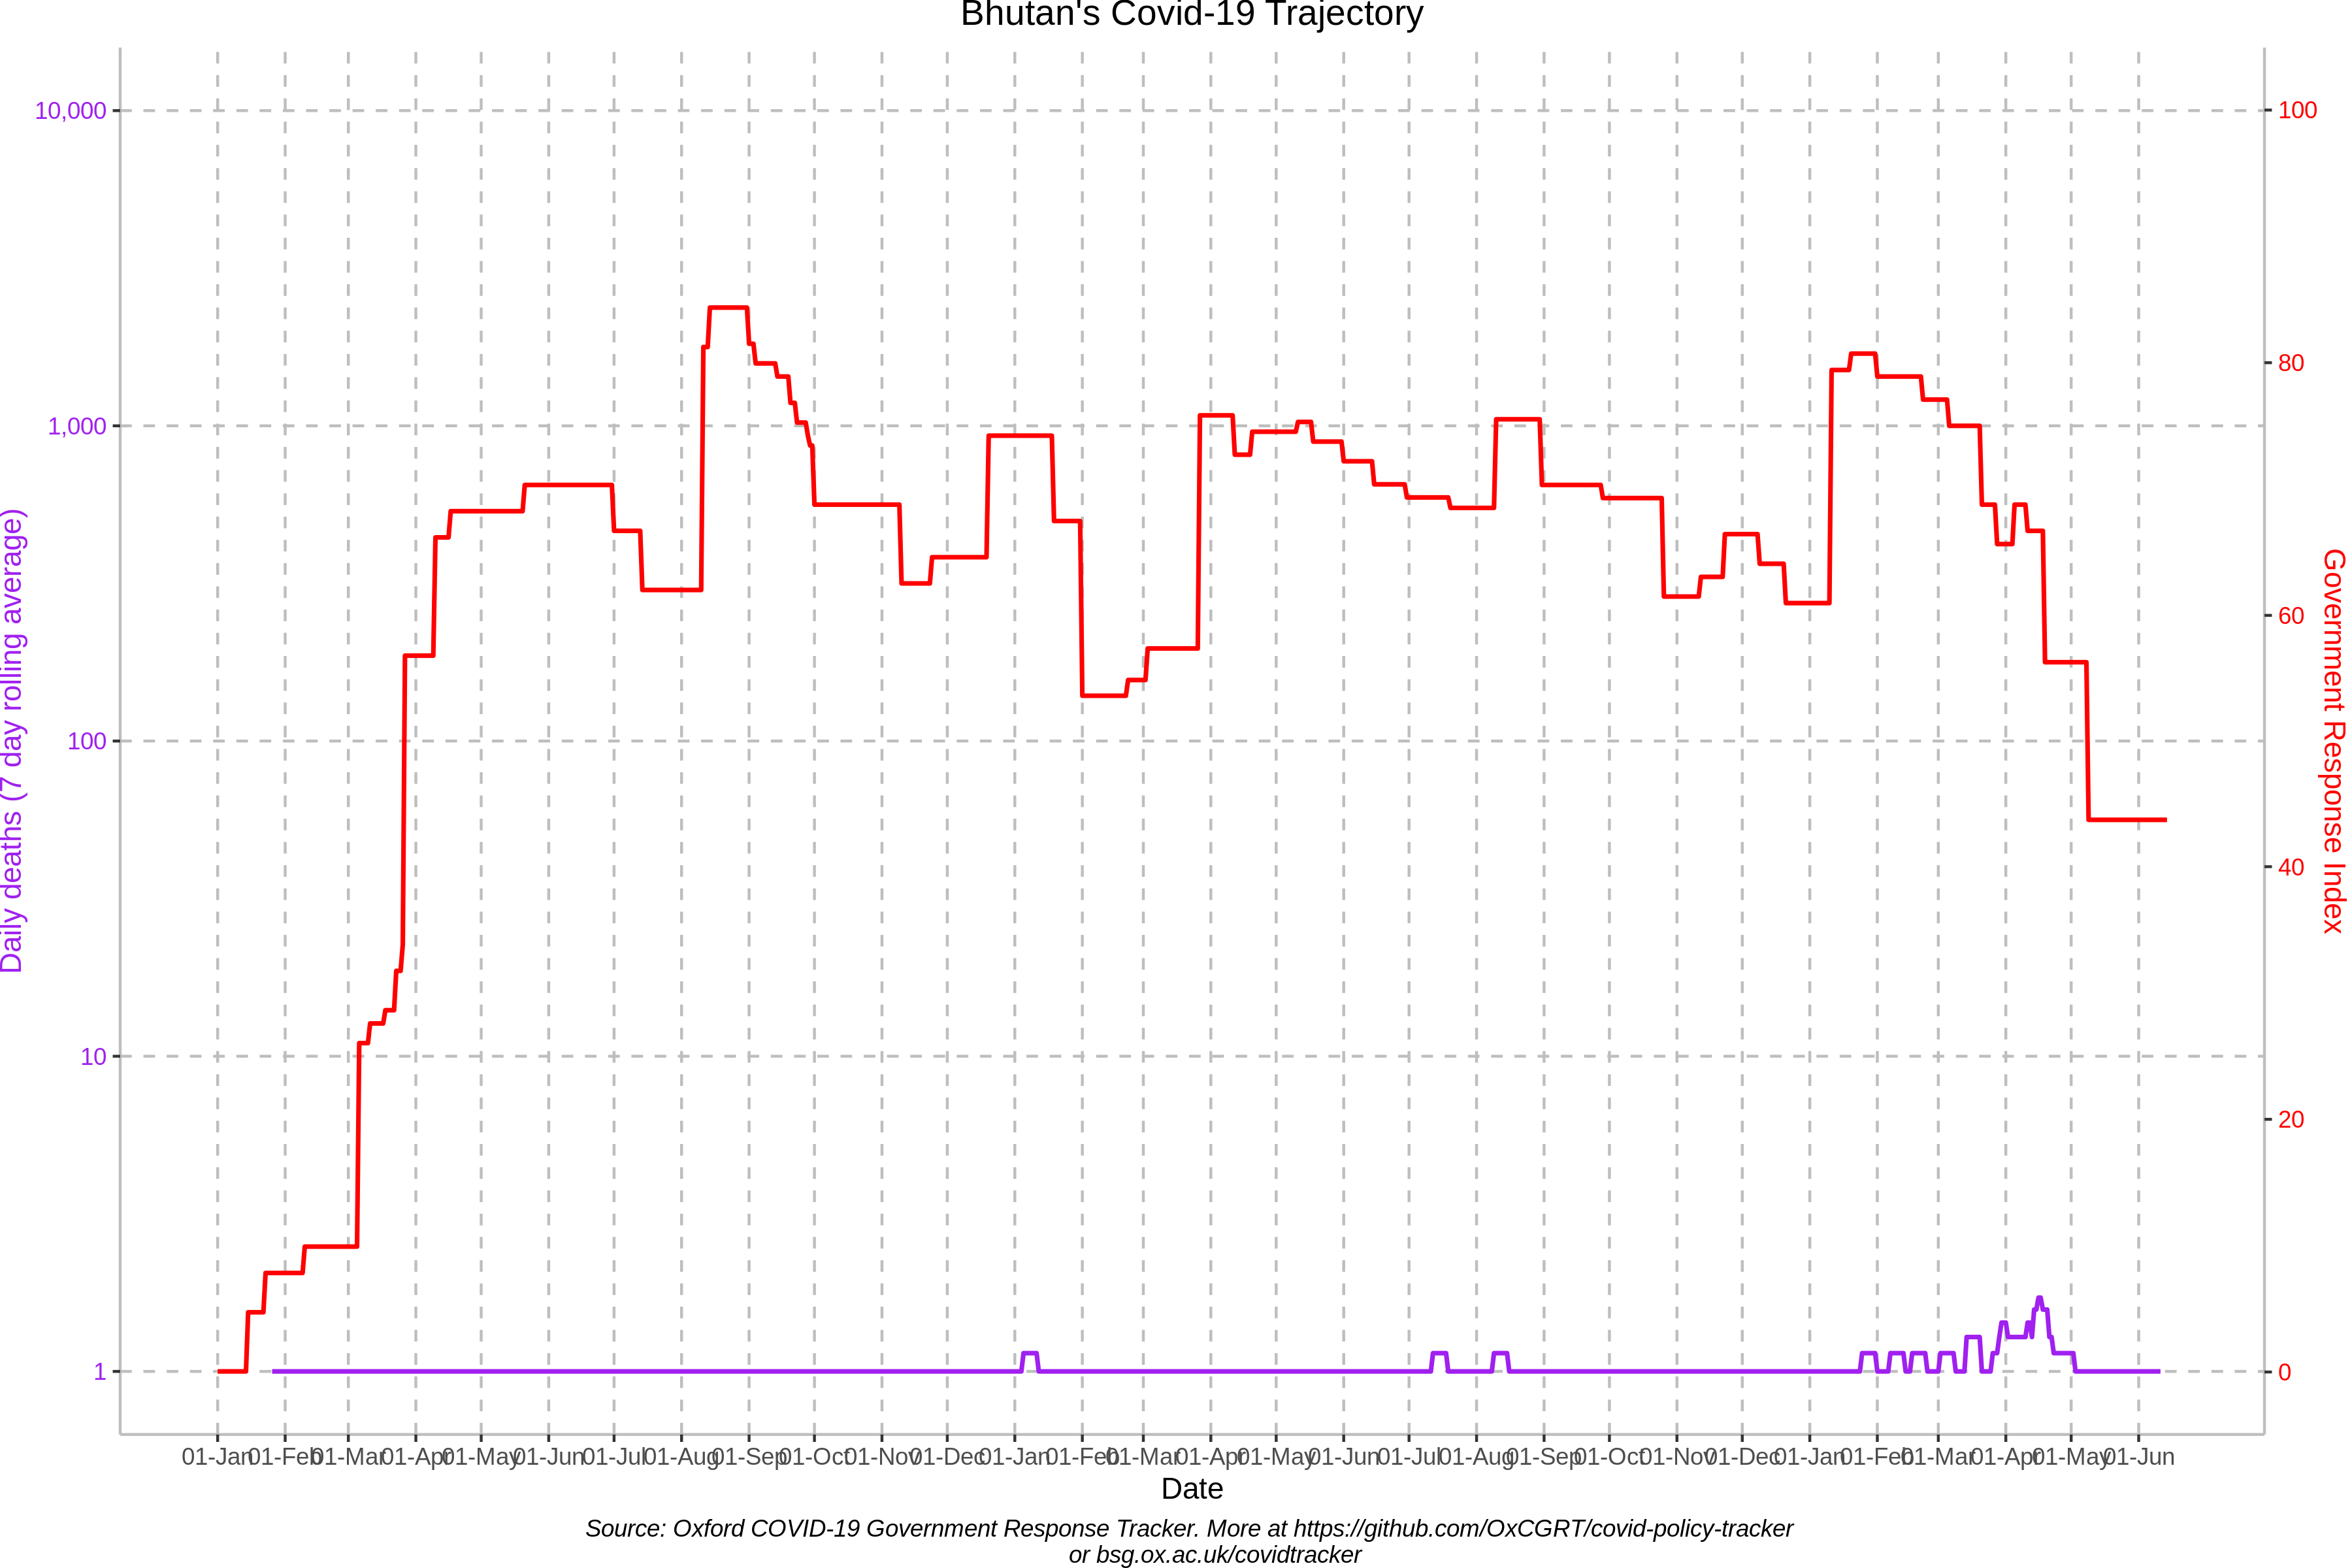 Bhutan's Covid-19 Trajectory
10,000
1,000
100
10
1
Daily deaths (7 day rolling average)
100
80
60
40
20
0
Government Response Index
01-Jan 01-Feb 01-Mar 01-Apr 01-May 01-Jun 01-Jul 01-Aug 01-Sep 01-Oct 01-Nov 01-Dec 01-Jan 01-Feb 01-Mar 01-Apr 01-May 01-Jun 01-Jul 01-Aug 01-Sep 01-Oct 01-Nov 01-Dec 01-Jan 01-Feb 01-Mar 01-Apr 01-May 01-Jun
Date
Source: Oxford COVID-19 Government Response Tracker. More at https://github.com/OxCGRT/covid-policy-tracker
or bsg.ox.ac.uk/covidtracker